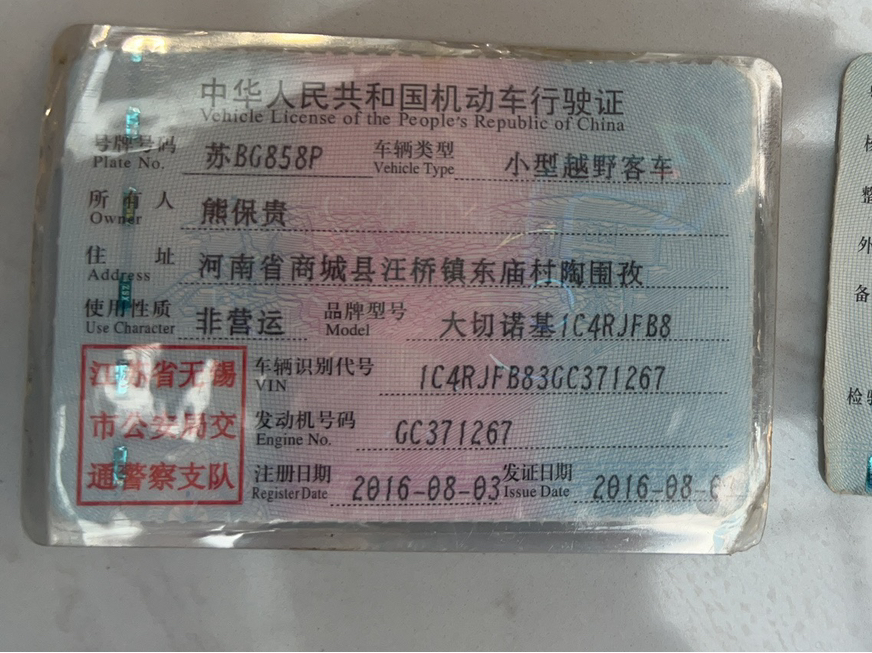 中华人民共和国机动车行驶证
Vehicle License of the People's Republic of China
号牌号码 苏BG858P 车辆类型 小型越野客车
Plate No. Vehicle Type
所有人 熊保贵
Owner
住址 河南省商城县汪桥镇东庙村陶围孜
Address
使用性质 非营运 品牌型号 大切诺基1C4RJFB8
Use Character Model
江苏省无锡
市公安局交
通警察支队
车辆识别代号 1C4RJFB83GC371267
VIN
发动机号码 GC371267
Engine No.
注册日期 2016-08-03 发证日期 2016-08-0
Register Date Issue Date
整
外
备
检验